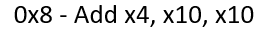 0x8 - Add x4, x10, x10